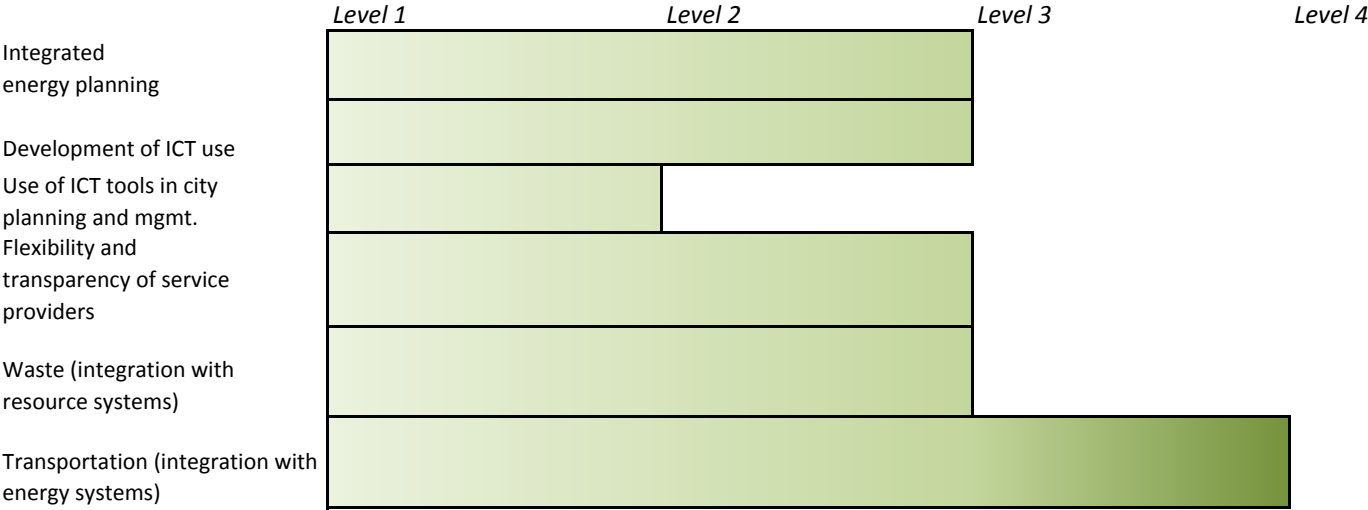 Level 1 Level 2 Level 3 Level 4
Integrated
energy planning
Development of ICT use
Use of ICT tools in city
planning and mgmt.
Flexibility and
transparency of service
providers
Waste (integration with
resource systems)
Transportation (integration with
energy systems)